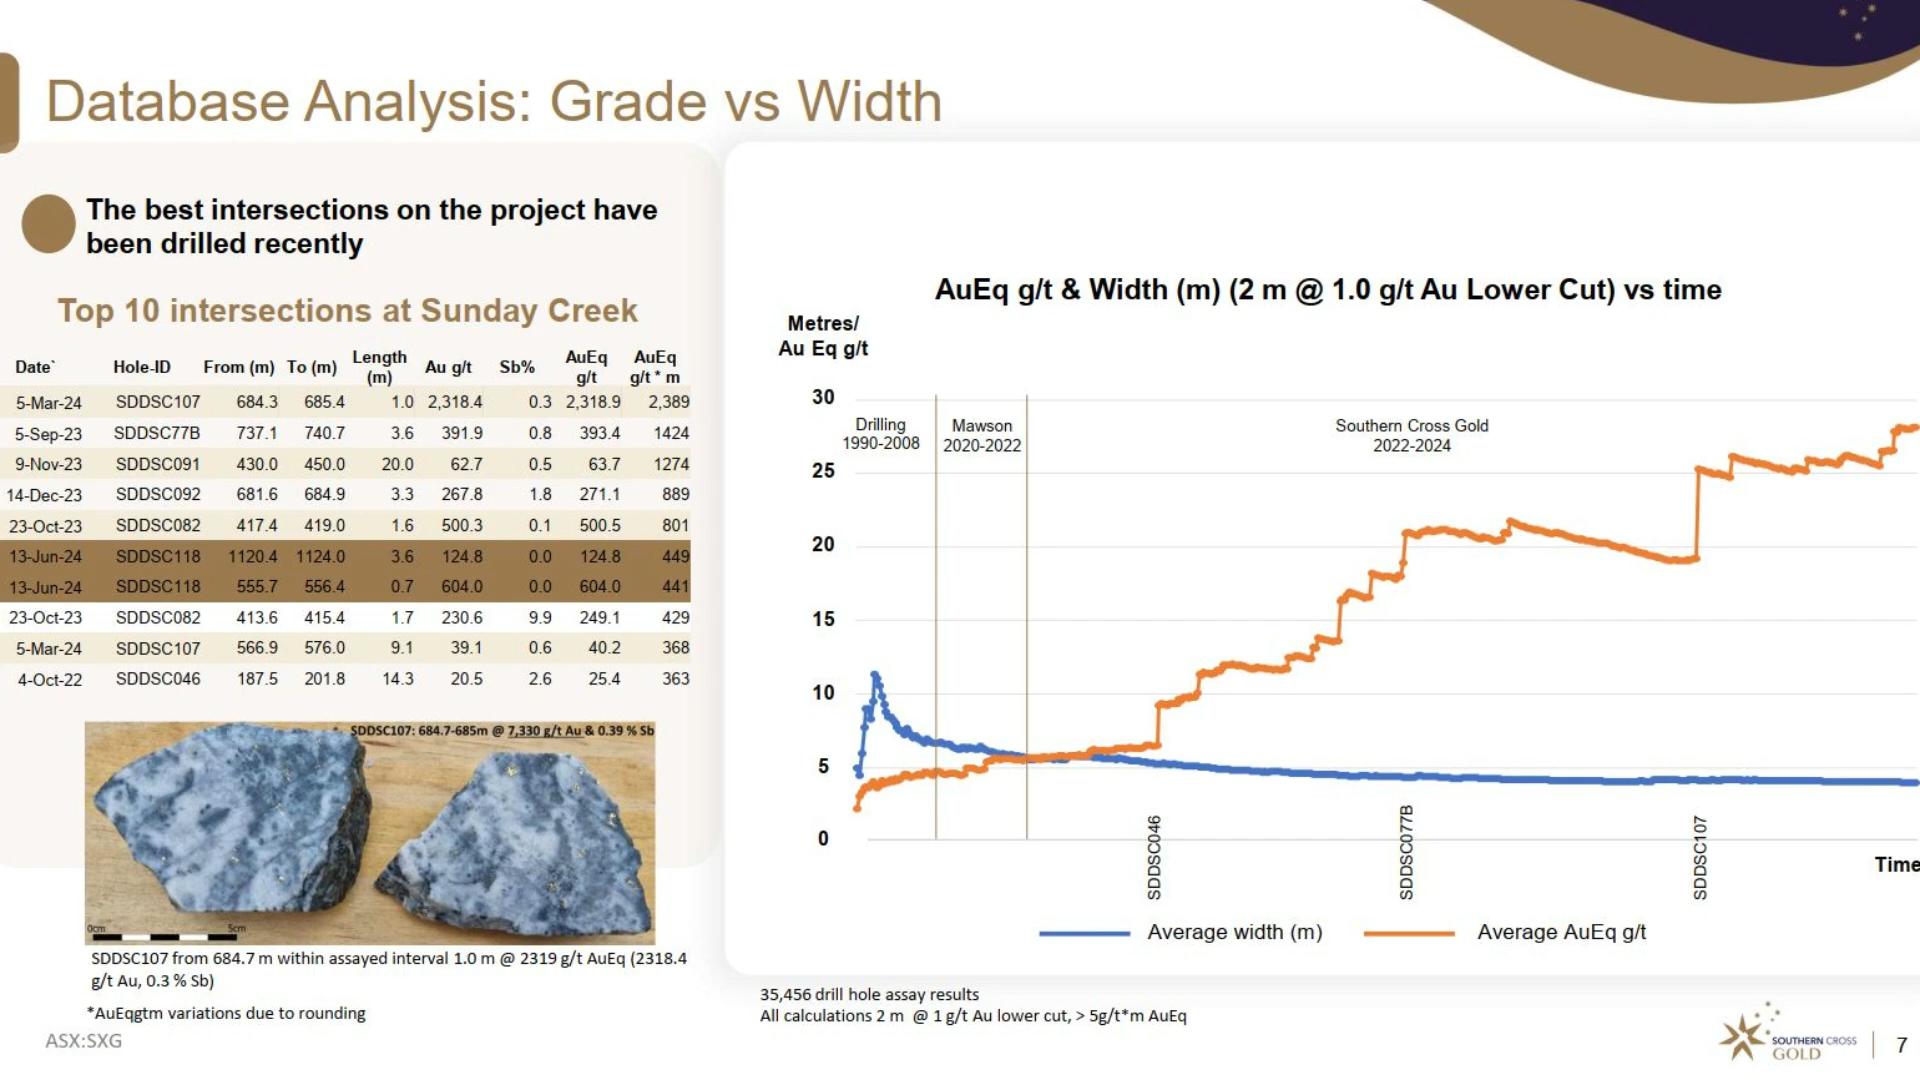 Database Analysis: Grade vs Width
The best intersections on the project have
been drilled recently
Top 10 intersections at Sunday Creek
Date` Hole-ID From (m) To (m) Length (m) Au g/t Sb% AuEq g/t AuEq g/t * m
5-Mar-24 SDDSC107 684.3 685.4 1.0 2,318.4 0.3 2,318.9 2,389
5-Sep-23 SDDSC77B 737.1 740.7 3.6 391.9 0.8 393.4 1424
9-Nov-23 SDDSC091 430.0 450.0 20.0 62.7 0.5 63.7 1274
14-Dec-23 SDDSC092 681.6 684.9 3.3 267.8 1.8 271.1 889
23-Oct-23 SDDSC082 417.4 419.0 1.6 500.3 0.1 500.5 801
13-Jun-24 SDDSC118 1120.4 1124.0 3.6 124.8 0.0 124.8 449
13-Jun-24 SDDSC118 555.7 556.4 0.7 604.0 0.0 604.0 441
23-Oct-23 SDDSC082 413.6 415.4 1.7 230.6 9.9 249.1 429
5-Mar-24 SDDSC107 566.9 576.0 9.1 39.1 0.6 40.2 368
4-Oct-22 SDDSC046 187.5 201.8 14.3 20.5 2.6 25.4 363
SDDSC107: 684.7-685m @ 7,330 g/t Au & 0.39 % Sb
0cm 5cm
SDDSC107 from 684.7 m within assayed interval 1.0 m @ 2319 g/t AuEq (2318.4
g/t Au, 0.3 % Sb)
*AuEqgtm variations due to rounding
ASX:SXG
AuEq g/t & Width (m) (2 m @ 1.0 g/t Au Lower Cut) vs time
Metres/
Au Eq g/t
30
25
20
15
10
5
0
Drilling
1990-2008
Mawson
2020-2022
Southern Cross Gold
2022-2024
SDDSC046
SDDSC077B
SDDSC107
Time
Average width (m)
Average AuEq g/t
35,456 drill hole assay results
All calculations 2 m @ 1 g/t Au lower cut, > 5g/t*m AuEq
SOUTHERN CROSS
GOLD
7